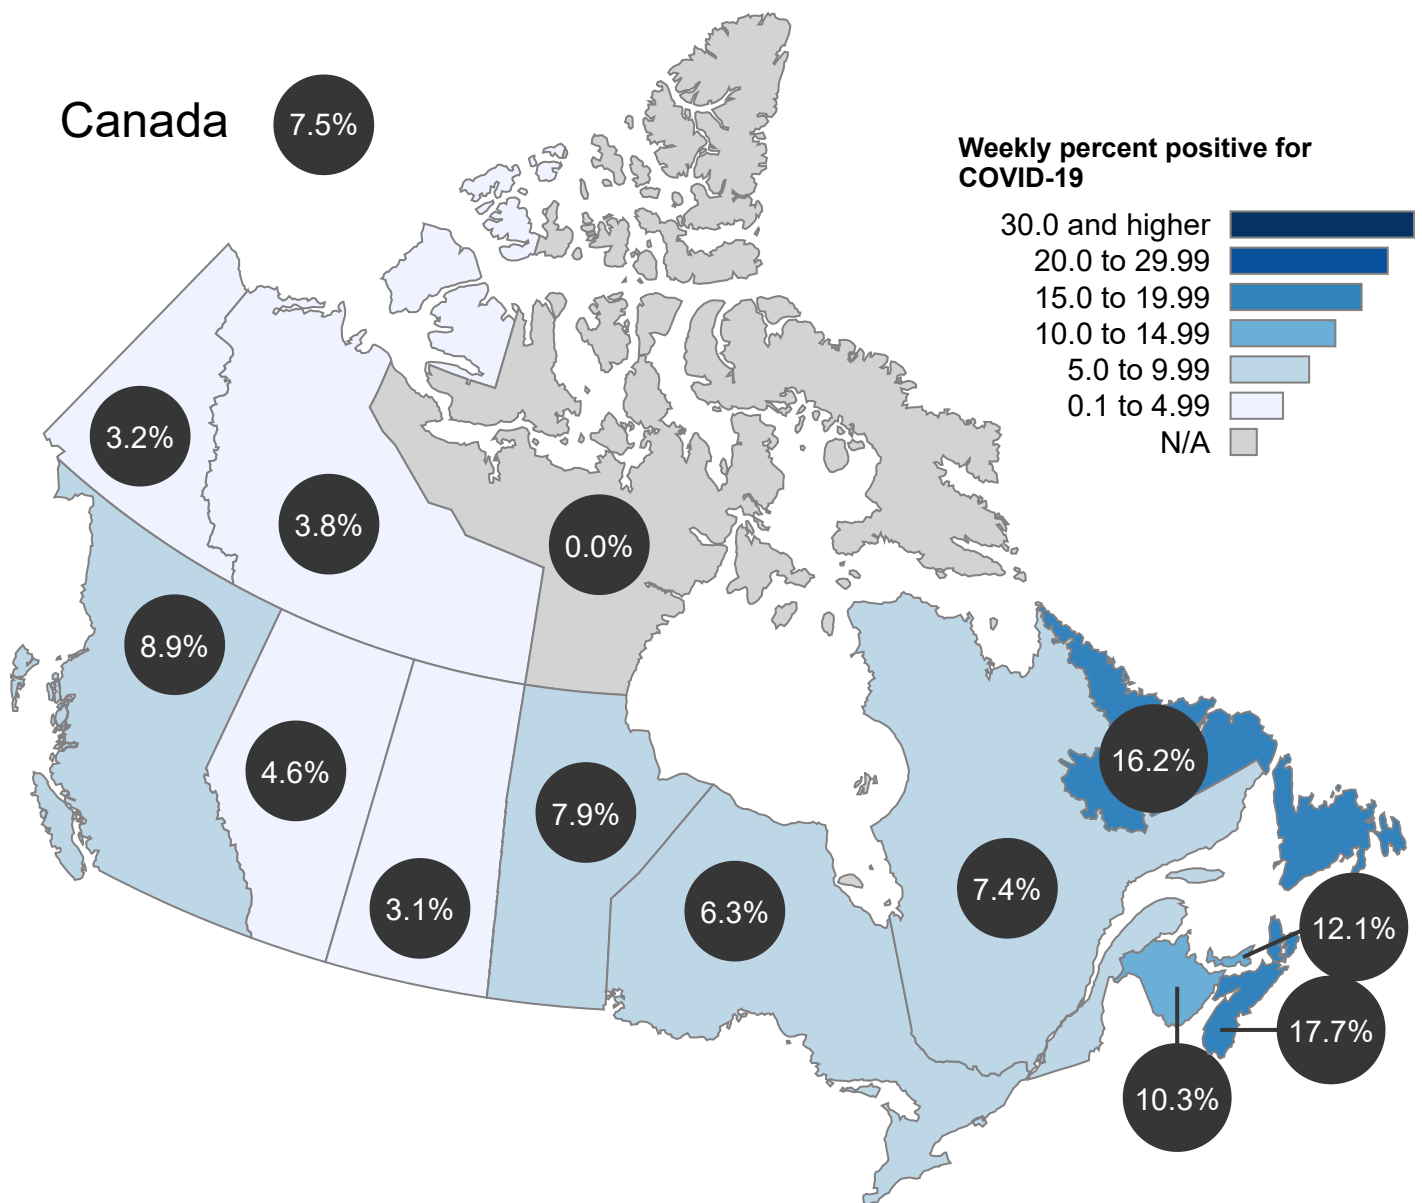 Canada
7.5%
Weekly percent positive for
COVID-19
30.0 and higher
20.0 to 29.99
15.0 to 19.99
10.0 to 14.99
5.0 to 9.99
0.1 to 4.99
N/A
3.2%
3.8%
0.0%
8.9%
4.6%
3.1%
7.9%
6.3%
7.4%
16.2%
12.1%
17.7%
10.3%